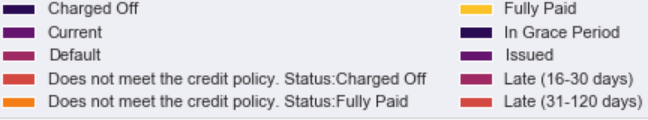 Charged Off
Current
Default
Does not meet the credit policy. Status:Charged Off
Does not meet the credit policy. Status:Fully Paid
Fully Paid
In Grace Period
Issued
Late (16-30 days)
Late (31-120 days)